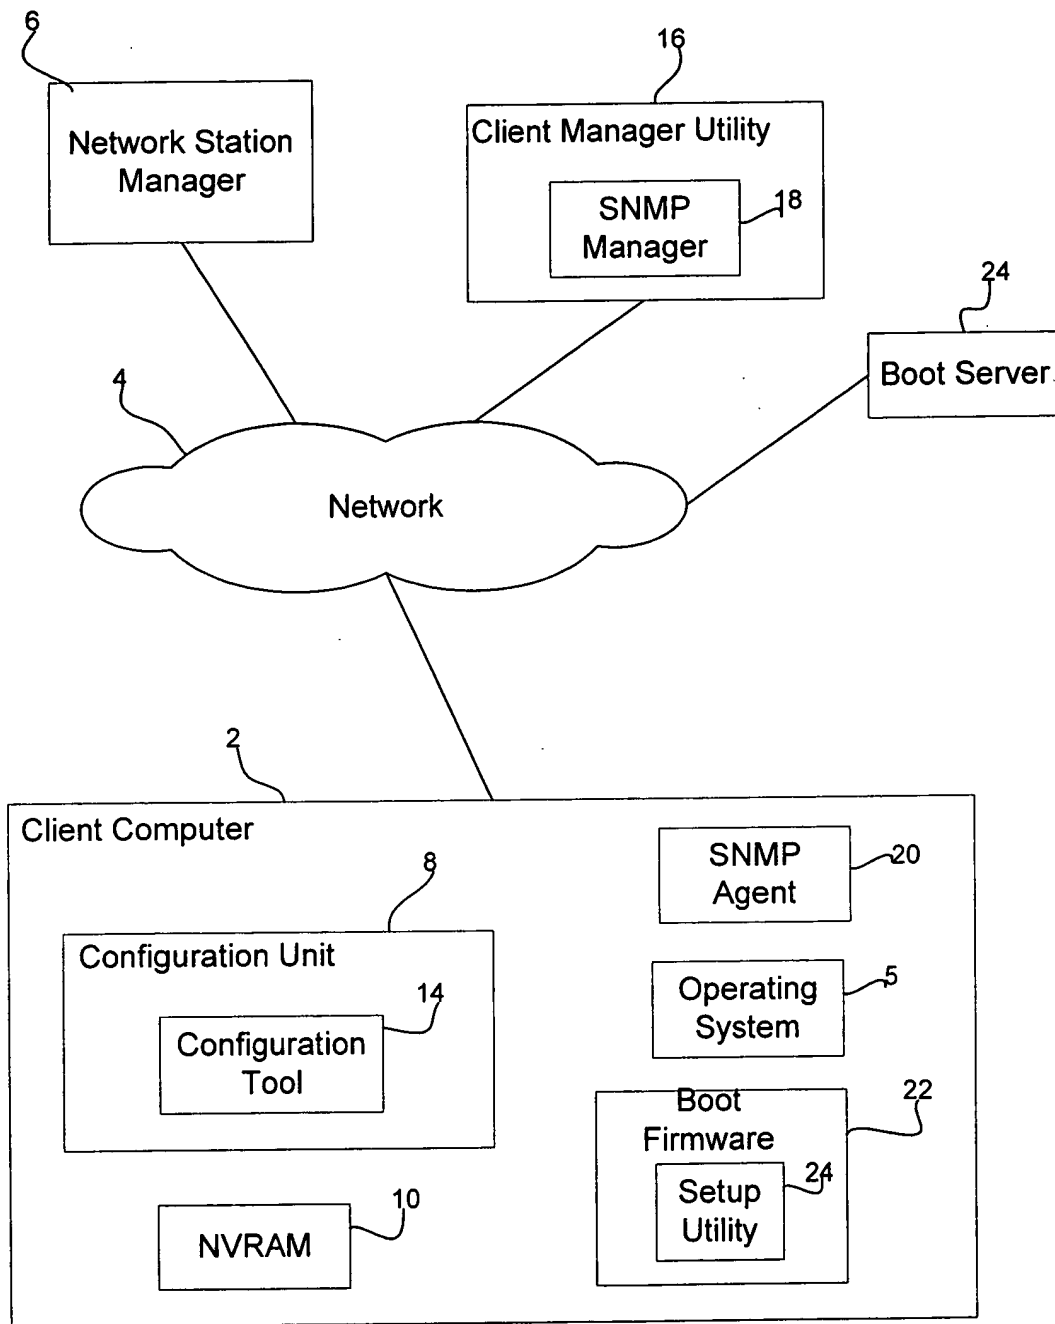 6
16
Network Station
Manager
Client Manager Utility
SNMP
Manager
18
24
Boot Server
4
Network
2
Client Computer
SNMP
Agent
20
8
Configuration Unit
14
Configuration
Tool
Operating
System
5
Boot
Firmware
22
Setup
Utility
24
10
NVRAM